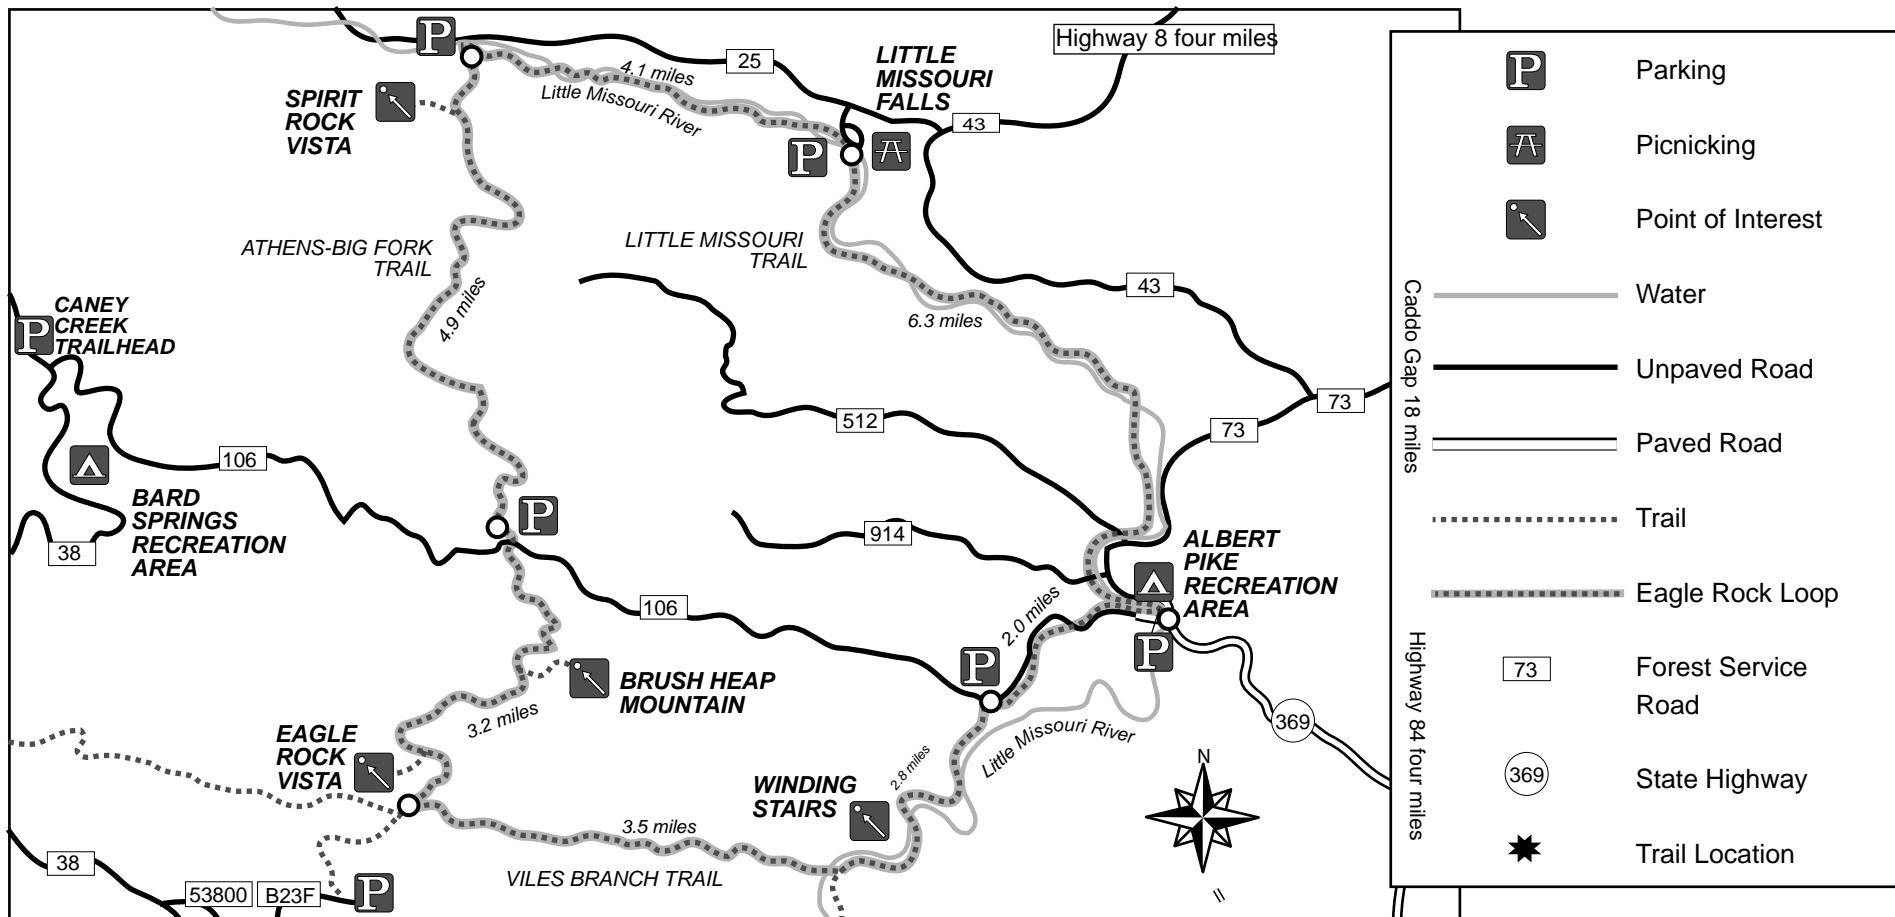 P
Highway 8 four miles
25
4.1 miles
Little Missouri River
LITTLE
MISSOURI
FALLS
SPIRIT
ROCK
VISTA
43
P
ATHENS-BIG FORK
TRAIL
LITTLE MISSOURI
TRAIL
4.9 miles
6.3 miles
43
CANEY
CREEK
TRAILHEAD
P
73
73
512
106
BARD
SPRINGS
RECREATION
AREA
38
P
914
ALBERT
PIKE
RECREATION
AREA
106
2.0 miles
P
P
BRUSH HEAP
MOUNTAIN
3.2 miles
EAGLE
ROCK
VISTA
Little Missouri River
369
2.8 miles
WINDING
STAIRS
N
3.5 miles
VILES BRANCH TRAIL
38
53800
B23F
P
Caddo Gap 18 miles
Highway 84 four miles
P
Parking
Picnicking
Point of Interest
Water
Unpaved Road
Paved Road
Trail
Eagle Rock Loop
73
Forest Service
Road
369
State Highway
Trail Location